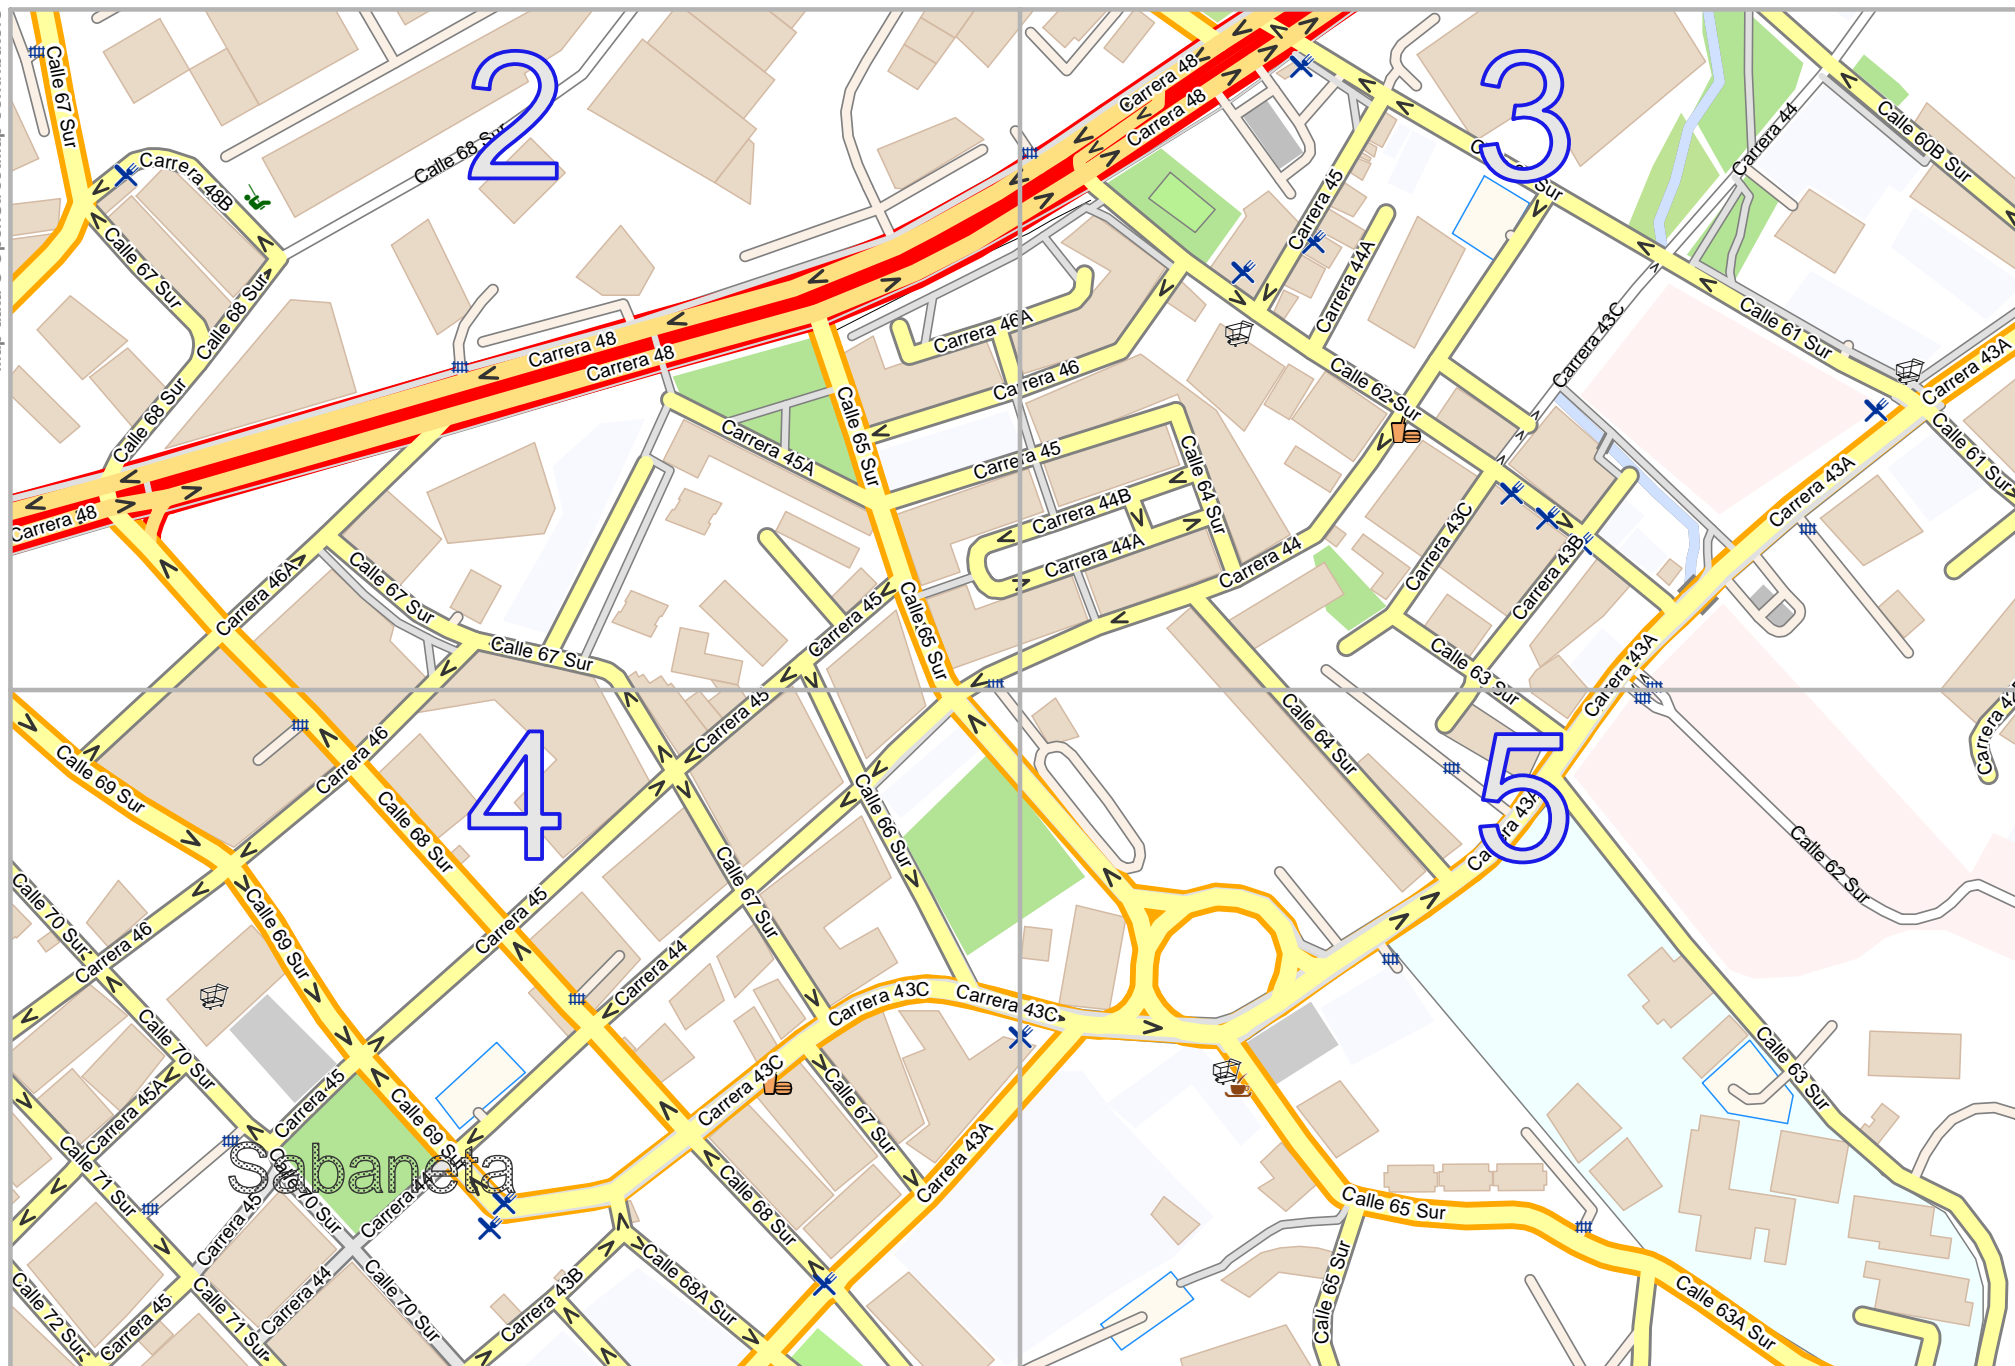 Calle 67 Sur
Carrera 48B
Calle 67 Sur
Calle 68 Sur
2
Calle 68 Sur
Calle 68 Sur
Carrera 48
Carrera 48
Carrera 48
Carrera 48
Carrera 48
3
Carrera 45
Carrera 44A
Sur
Carrera 44
Calle 60B Sur
Carrera 43C
Calle 61 Sur
Carrera 43A
Calle 61 Sur
Carrera 43A
Carrera 46A
Carrera 46
Calle 65 Sur
Carrera 45A
Carrera 45
Carrera 44B
Carrera 44A
Calle 64 Sur
Calle 62 Sur
Carrera 44
Carrera 43C
Carrera 43B
Calle 63 Sur
Carrera 43A
Carrera 46A
Calle 67 Sur
Calle 67 Sur
Carrera 45
Calle 65 Sur
Calle 69 Sur
Carrera 46
Calle 68 Sur
4
Carrera 45
Calle 67 Sur
Calle 66 Sur
Calle 64 Sur
5
Calle 62 Sur
Calle 70 Sur
Carrera 46
Calle 69 Sur
Carrera 45
Carrera 44
Carrera 43C
Carrera 43C
Calle 70 Sur
Carrera 45A
Carrera 45
Calle 69 Sur
Carrera 43C
Calle 67 Sur
Carrera 43A
Calle 63 Sur
Sabaneta
Calle 71 Sur
Carrera 45
Calle 70 Sur
Carrera 44
Calle 68 Sur
Calle 65 Sur
Calle 72 Sur
Carrera 45
Calle 71 Sur
Carrera 44
Calle 70 Sur
Carrera 43B
Calle 68A Sur
Calle 65 Sur
Calle 63A Sur